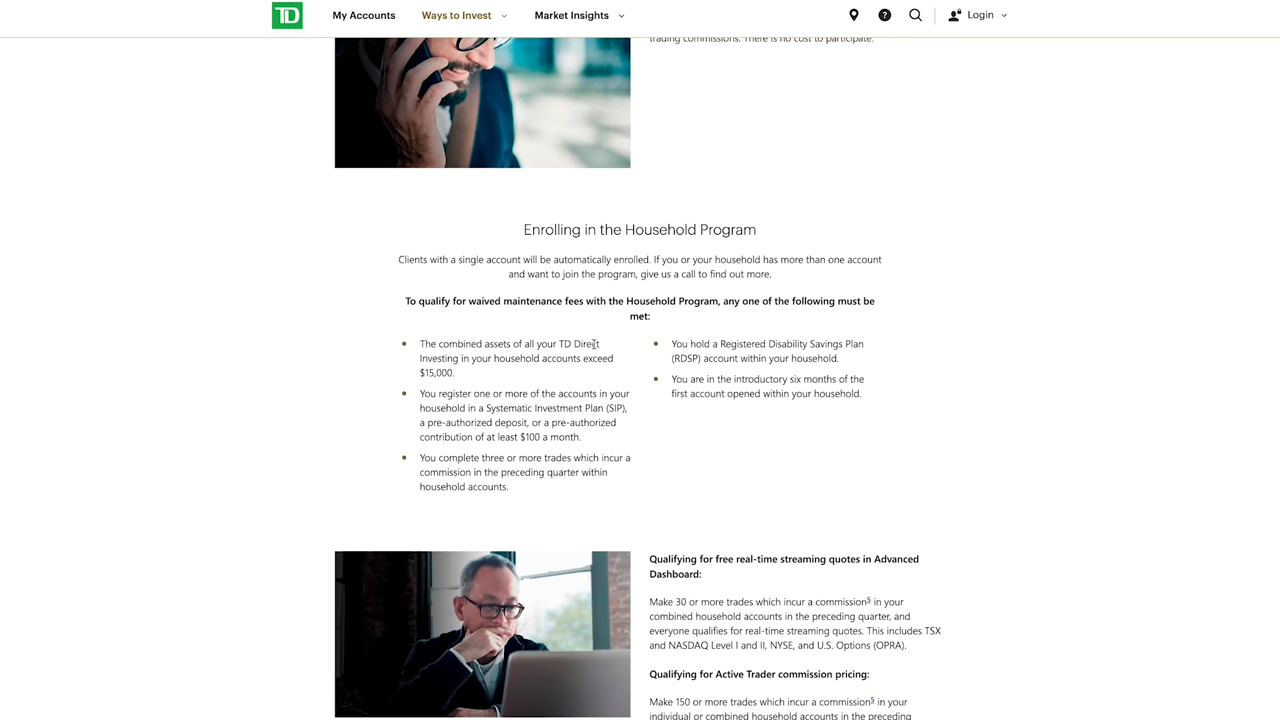 TD
My Accounts
Ways to Invest
Market Insights
?
Login
trading commissions. There is no cost to participate.
Enrolling in the Household Program
Clients with a single account will be automatically enrolled. If you or your household has more than one account
and want to join the program, give us a call to find out more.
To qualify for waived maintenance fees with the Household Program, any one of the following must be
met:
• The combined assets of all your TD Direct
Investing in your household accounts exceed
$15,000.
• You register one or more of the accounts in your
household in a Systematic Investment Plan (SIP),
a pre-authorized deposit, or a pre-authorized
contribution of at least $100 a month.
• You complete three or more trades which incur a
commission in the preceding quarter within
household accounts.
• You hold a Registered Disability Savings Plan
(RDSP) account within your household.
• You are in the introductory six months of the
first account opened within your household.
Qualifying for free real-time streaming quotes in Advanced
Dashboard:
Make 30 or more trades which incur a commission5 in your
combined household accounts in the preceding quarter, and
everyone qualifies for real-time streaming quotes. This includes TSX
and NASDAQ Level I and II, NYSE, and U.S. Options (OPRA).
Qualifying for Active Trader commission pricing:
Make 150 or more trades which incur a commission5 in your
individual or combined household accounts in the preceding